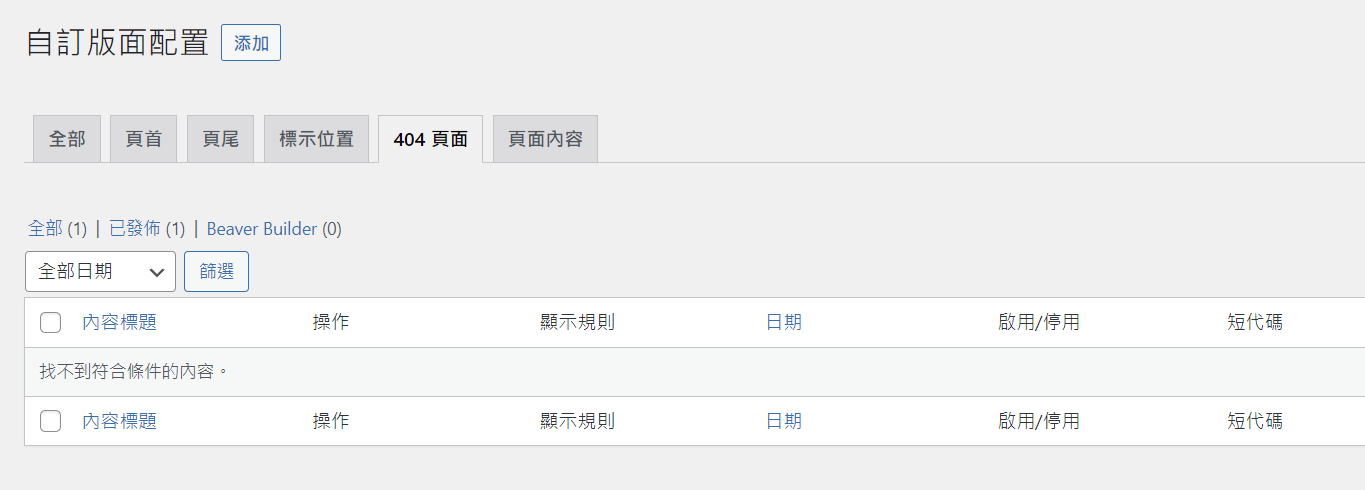 自訂版面配置 添加
全部 頁首 頁尾 標示位置 404 頁面 頁面內容
全部 (1) | 已發佈 (1) | Beaver Builder (0)
全部日期 篩選
內容標題 操作 顯示規則 日期 啟用/停用 短代碼
找不到符合條件的內容。
內容標題 操作 顯示規則 日期 啟用/停用 短代碼